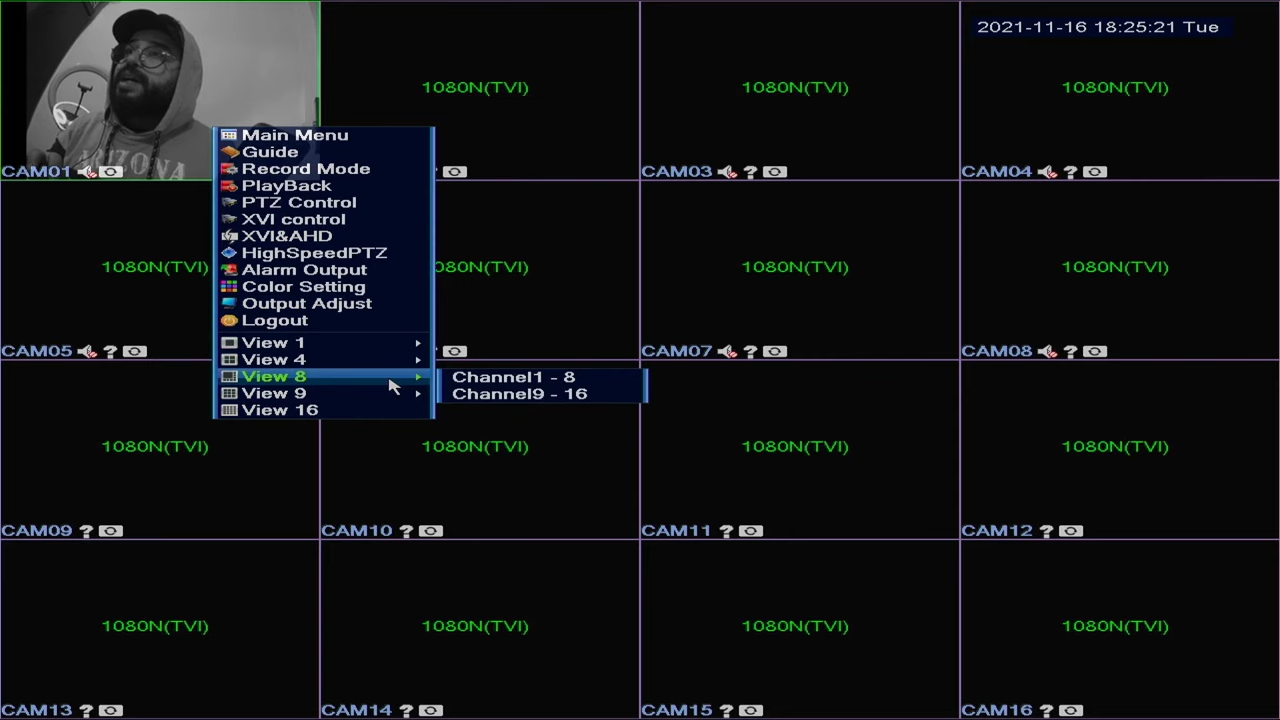 2021-11-16 18:25:21 Tue
1080N(TVI)
1080N(TVI)
1080N(TVI)
ARIZONA
CAM01
CAM03
CAM04
Main Menu
Guide
Record Mode
PlayBack
PTZ Control
XVI control
XVI&AHD
HighSpeedPTZ
Alarm Output
Color Setting
Output Adjust
Logout
View 1
View 4
View 8
View 9
View 16
Channel1 - 8
Channel9 - 16
1080N(TVI)
080N(TVI)
1080N(TVI)
1080N(TVI)
CAM05
CAM07
CAM08
1080N(TVI)
1080N(TVI)
1080N(TVI)
1080N(TVI)
CAM09
CAM10
CAM11
CAM12
1080N(TVI)
1080N(TVI)
1080N(TVI)
1080N(TVI)
CAM13
CAM14
CAM15
CAM16